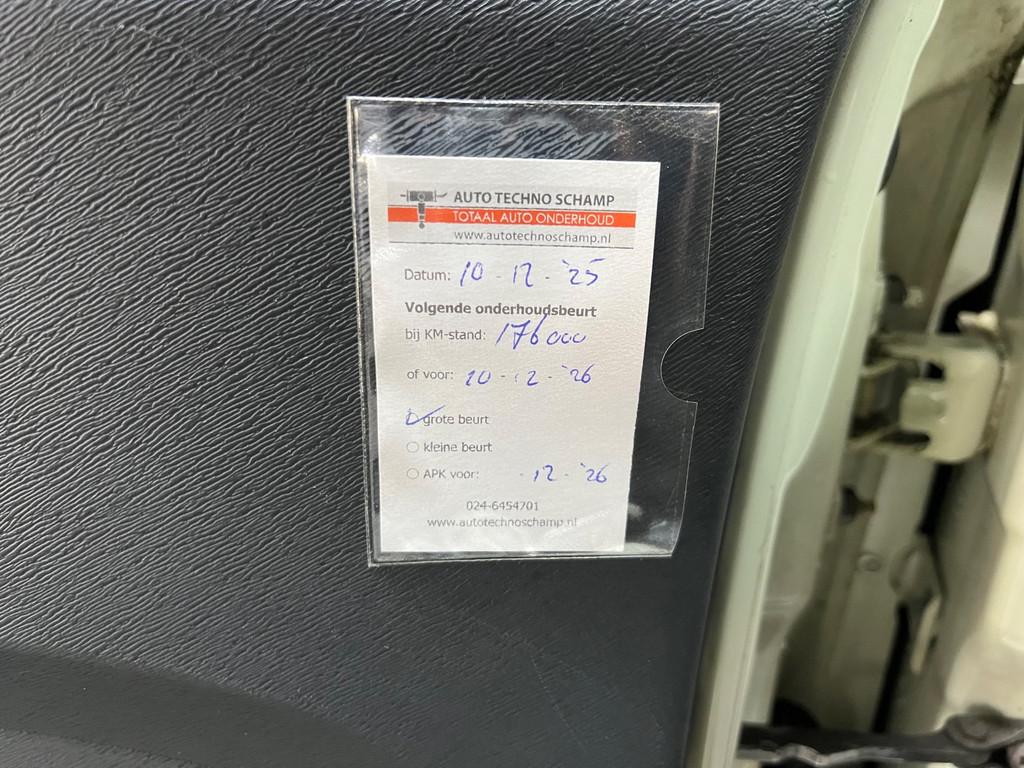 AUTO TECHNO SCHAMP
TOTAAL AUTO ONDERHOUD
www.autotechnoschamp.nl
Datum: 10 - 12 - '25
Volgende onderhoudsbeurt
bij KM-stand: 176000
of voor: 10 - 12 - '26
grote beurt
kleine beurt
APK voor: - 12 - '26
024-6454701
www.autotechnoschamp.nl